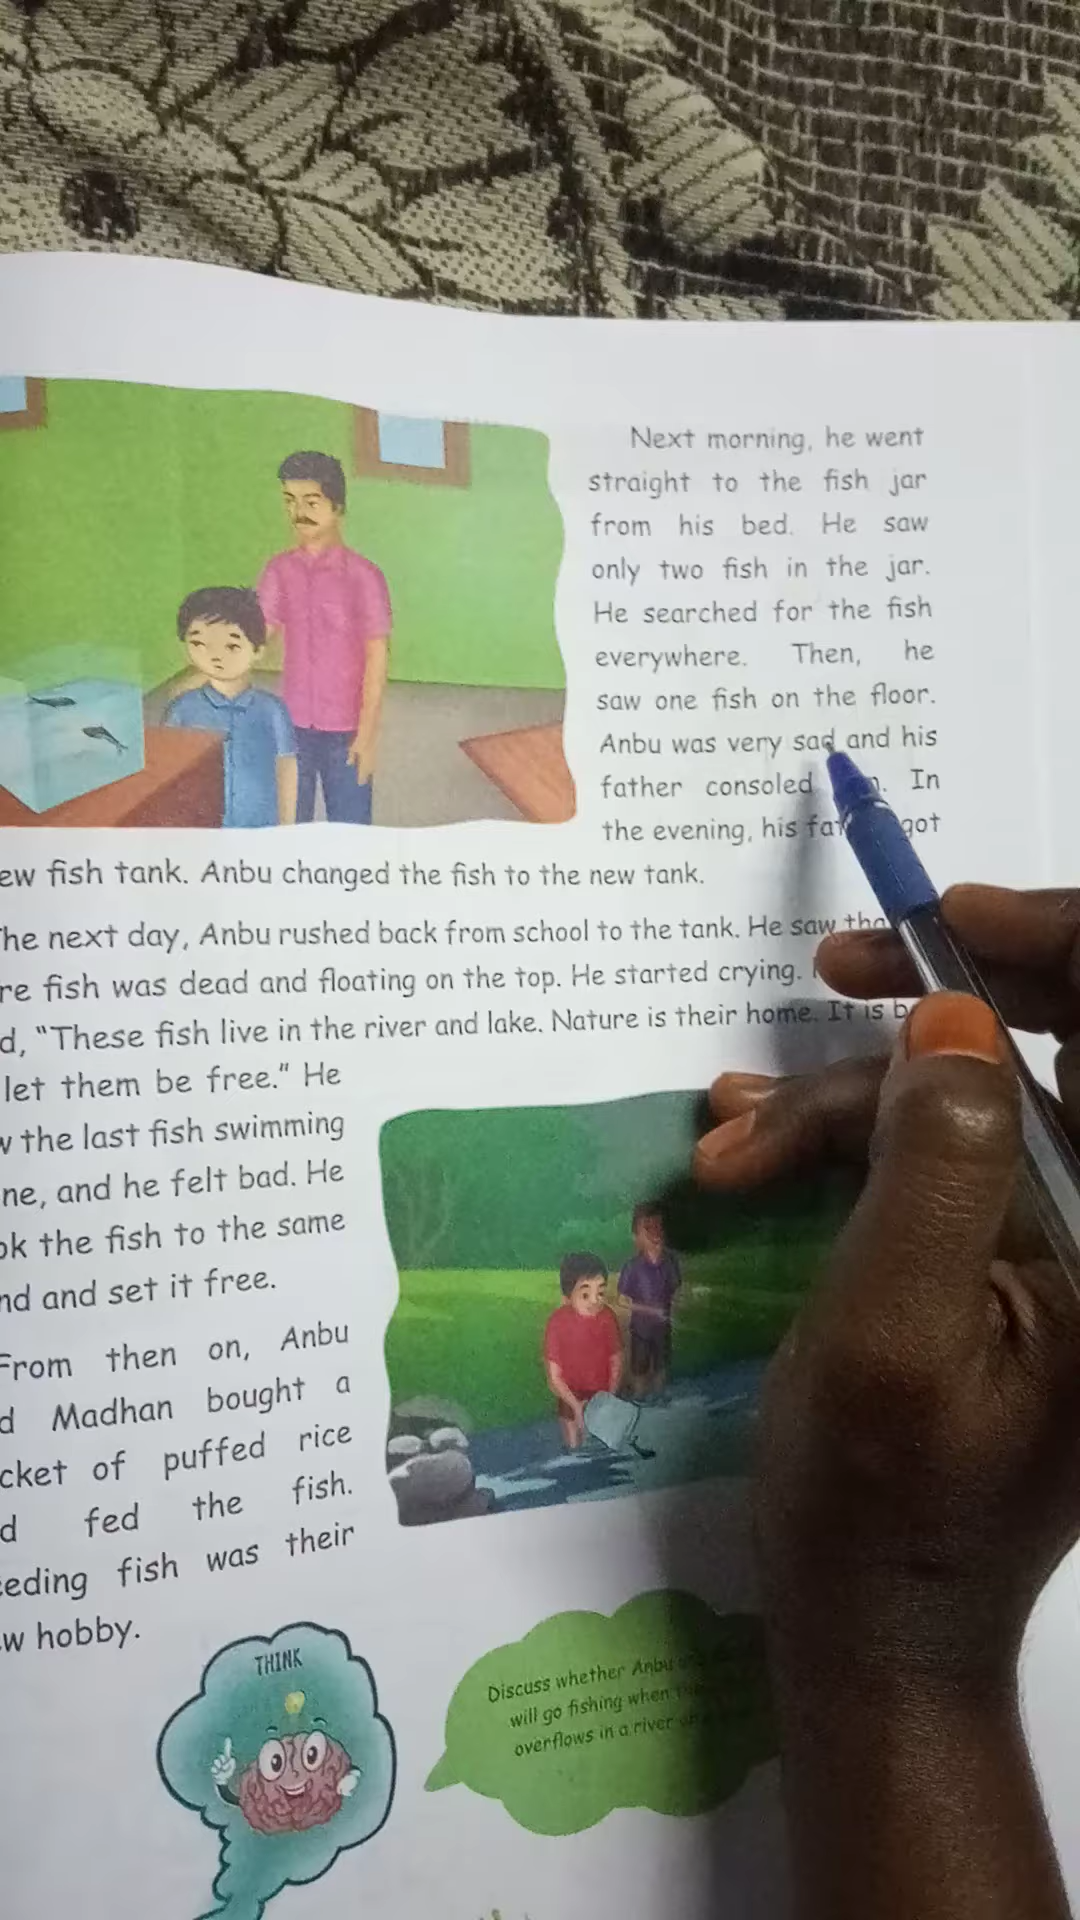 Next morning, he went
straight to the fish jar
from his bed. He saw
only two fish in the jar.
He searched for the fish
everywhere. Then, he
saw one fish on the floor.
Anbu was very sad and his
father consoled In
the evening, his got
fish tank. Anbu changed the fish to the new tank.
next day, Anbu rushed back from school to the tank. He saw
fish was dead and floating on the top. He started crying.
"These fish live in the river and lake. Nature is their home. It is
let them be free." He
the last fish swimming
and he felt bad. He
the fish to the same
and set it free.
From then on, Anbu
Madhan bought a
of puffed rice
fed the fish.
fish was their
hobby.
THINK
Discuss whether Anbu
will go fishing when
overflows in a river